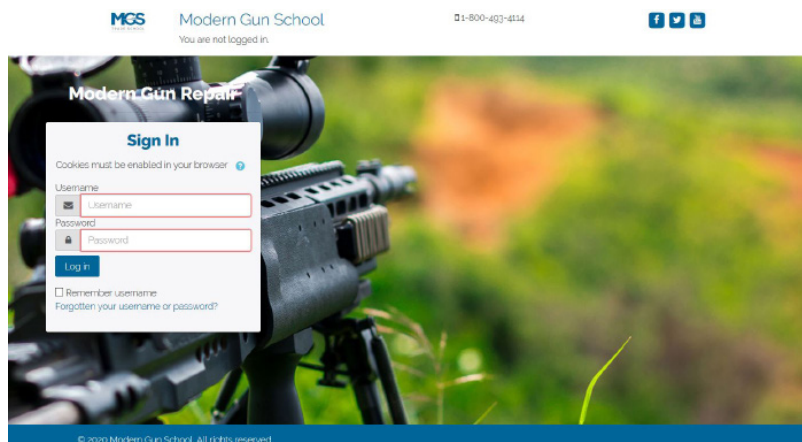 MGS
TRADE SCHOOL
Modern Gun School
You are not logged in.
1-800-493-4114
Modern Gun Repair
Sign In
Cookies must be enabled in your browser
Username
Username
Password
Password
Log in
Remember username
Forgotten your username or password?
© 2020 Modern Gun School. All rights reserved.